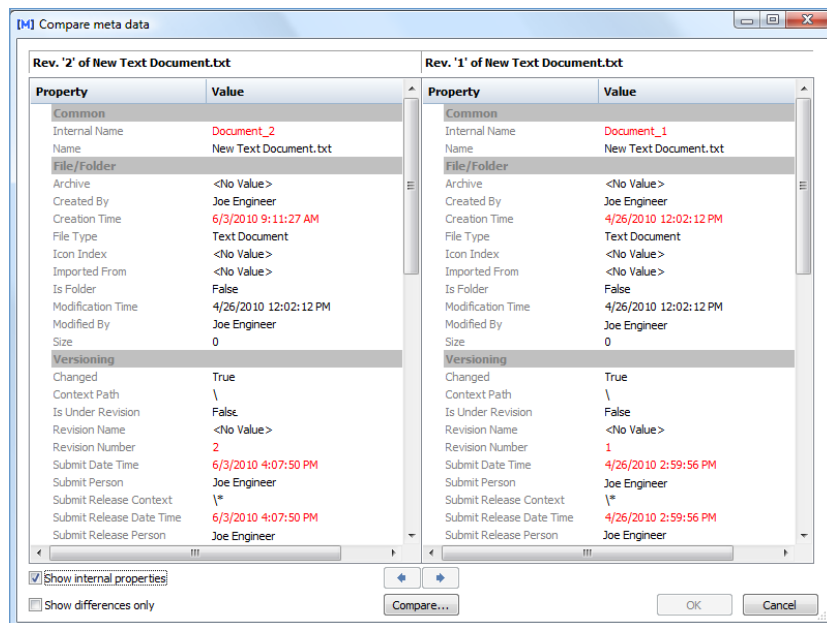 [M] Compare meta data
Rev. '2' of New Text Document.txt
Property Value
Common
Internal Name Document_2
Name New Text Document.txt
File/Folder
Archive <No Value>
Created By Joe Engineer
Creation Time 6/3/2010 9:11:27 AM
File Type Text Document
Icon Index <No Value>
Imported From <No Value>
Is Folder False
Modification Time 4/26/2010 12:02:12 PM
Modified By Joe Engineer
Size 0
Versioning
Changed True
Context Path \
Is Under Revision False
Revision Name <No Value>
Revision Number 2
Submit Date Time 6/3/2010 4:07:50 PM
Submit Person Joe Engineer
Submit Release Context \*
Submit Release Date Time 6/3/2010 4:07:50 PM
Submit Release Person Joe Engineer
Rev. '1' of New Text Document.txt
Property Value
Common
Internal Name Document_1
Name New Text Document.txt
File/Folder
Archive <No Value>
Created By Joe Engineer
Creation Time 4/26/2010 12:02:12 PM
File Type Text Document
Icon Index <No Value>
Imported From <No Value>
Is Folder False
Modification Time 4/26/2010 12:02:12 PM
Modified By Joe Engineer
Size 0
Versioning
Changed True
Context Path \
Is Under Revision False
Revision Name <No Value>
Revision Number 1
Submit Date Time 4/26/2010 2:59:56 PM
Submit Person Joe Engineer
Submit Release Context \*
Submit Release Date Time 4/26/2010 2:59:56 PM
Submit Release Person Joe Engineer
Show internal properties
Show differences only
Compare... OK Cancel